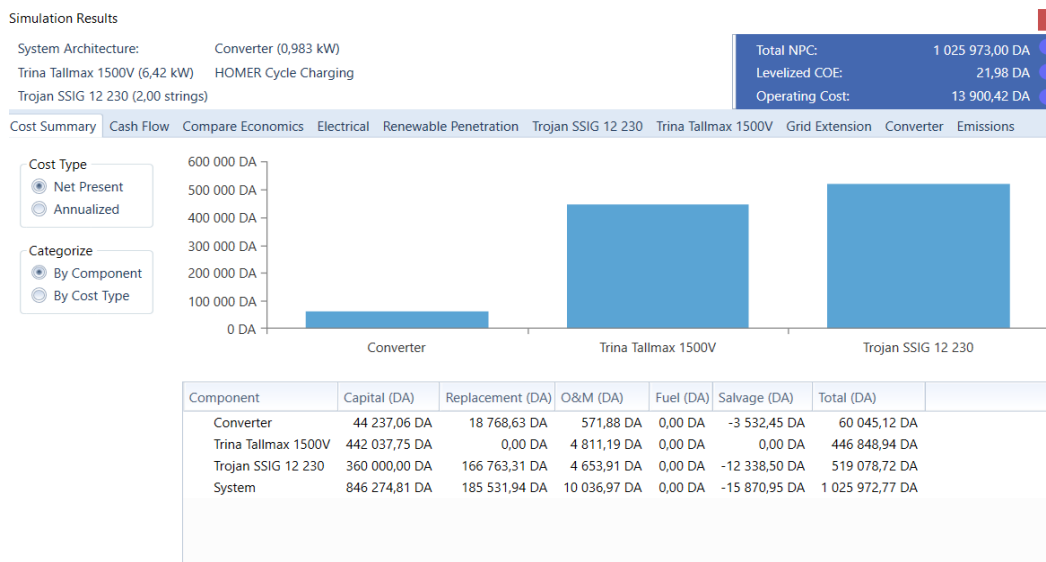 Simulation Results
System Architecture: Converter (0,983 kW)
Trina Tallmax 1500V (6,42 kW) HOMER Cycle Charging
Trojan SSIG 12 230 (2,00 strings)
Total NPC: 1 025 973,00 DA
Levelized COE: 21,98 DA
Operating Cost: 13 900,42 DA
Cost Summary Cash Flow Compare Economics Electrical Renewable Penetration Trojan SSIG 12 230 Trina Tallmax 1500V Grid Extension Converter Emissions
Cost Type
Net Present
Annualized
Categorize
By Component
By Cost Type
600 000 DA
500 000 DA
400 000 DA
300 000 DA
200 000 DA
100 000 DA
0 DA
Converter Trina Tallmax 1500V Trojan SSIG 12 230
Component Capital (DA) Replacement (DA) O&M (DA) Fuel (DA) Salvage (DA) Total (DA)
Converter 44 237,06 DA 18 768,63 DA 571,88 DA 0,00 DA -3 532,45 DA 60 045,12 DA
Trina Tallmax 1500V 442 037,75 DA 0,00 DA 4 811,19 DA 0,00 DA 0,00 DA 446 848,94 DA
Trojan SSIG 12 230 360 000,00 DA 166 763,31 DA 4 653,91 DA 0,00 DA -12 338,50 DA 519 078,72 DA
System 846 274,81 DA 185 531,94 DA 10 036,97 DA 0,00 DA -15 870,95 DA 1 025 972,77 DA